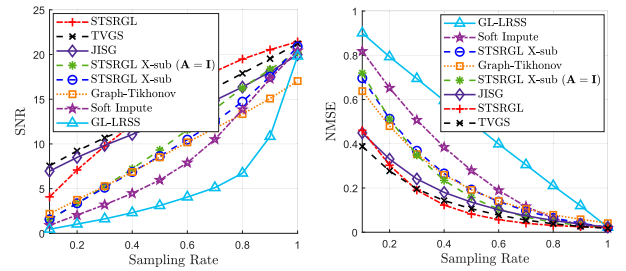 25
20
15
10
5
0
0.2
0.4
0.6
0.8
1
SNR
Sampling Rate
STSRGL
TVGS
JISG
STSRGL X-sub (A = I)
STSRGL X-sub
Graph-Tikhonov
Soft Impute
GL-LRSS
1
0.8
0.6
0.4
0.2
0
0.2
0.4
0.6
0.8
1
NMSE
Sampling Rate
GL-LRSS
Soft Impute
STSRGL X-sub
Graph-Tikhonov
STSRGL X-sub (A = I)
JISG
STSRGL
TVGS